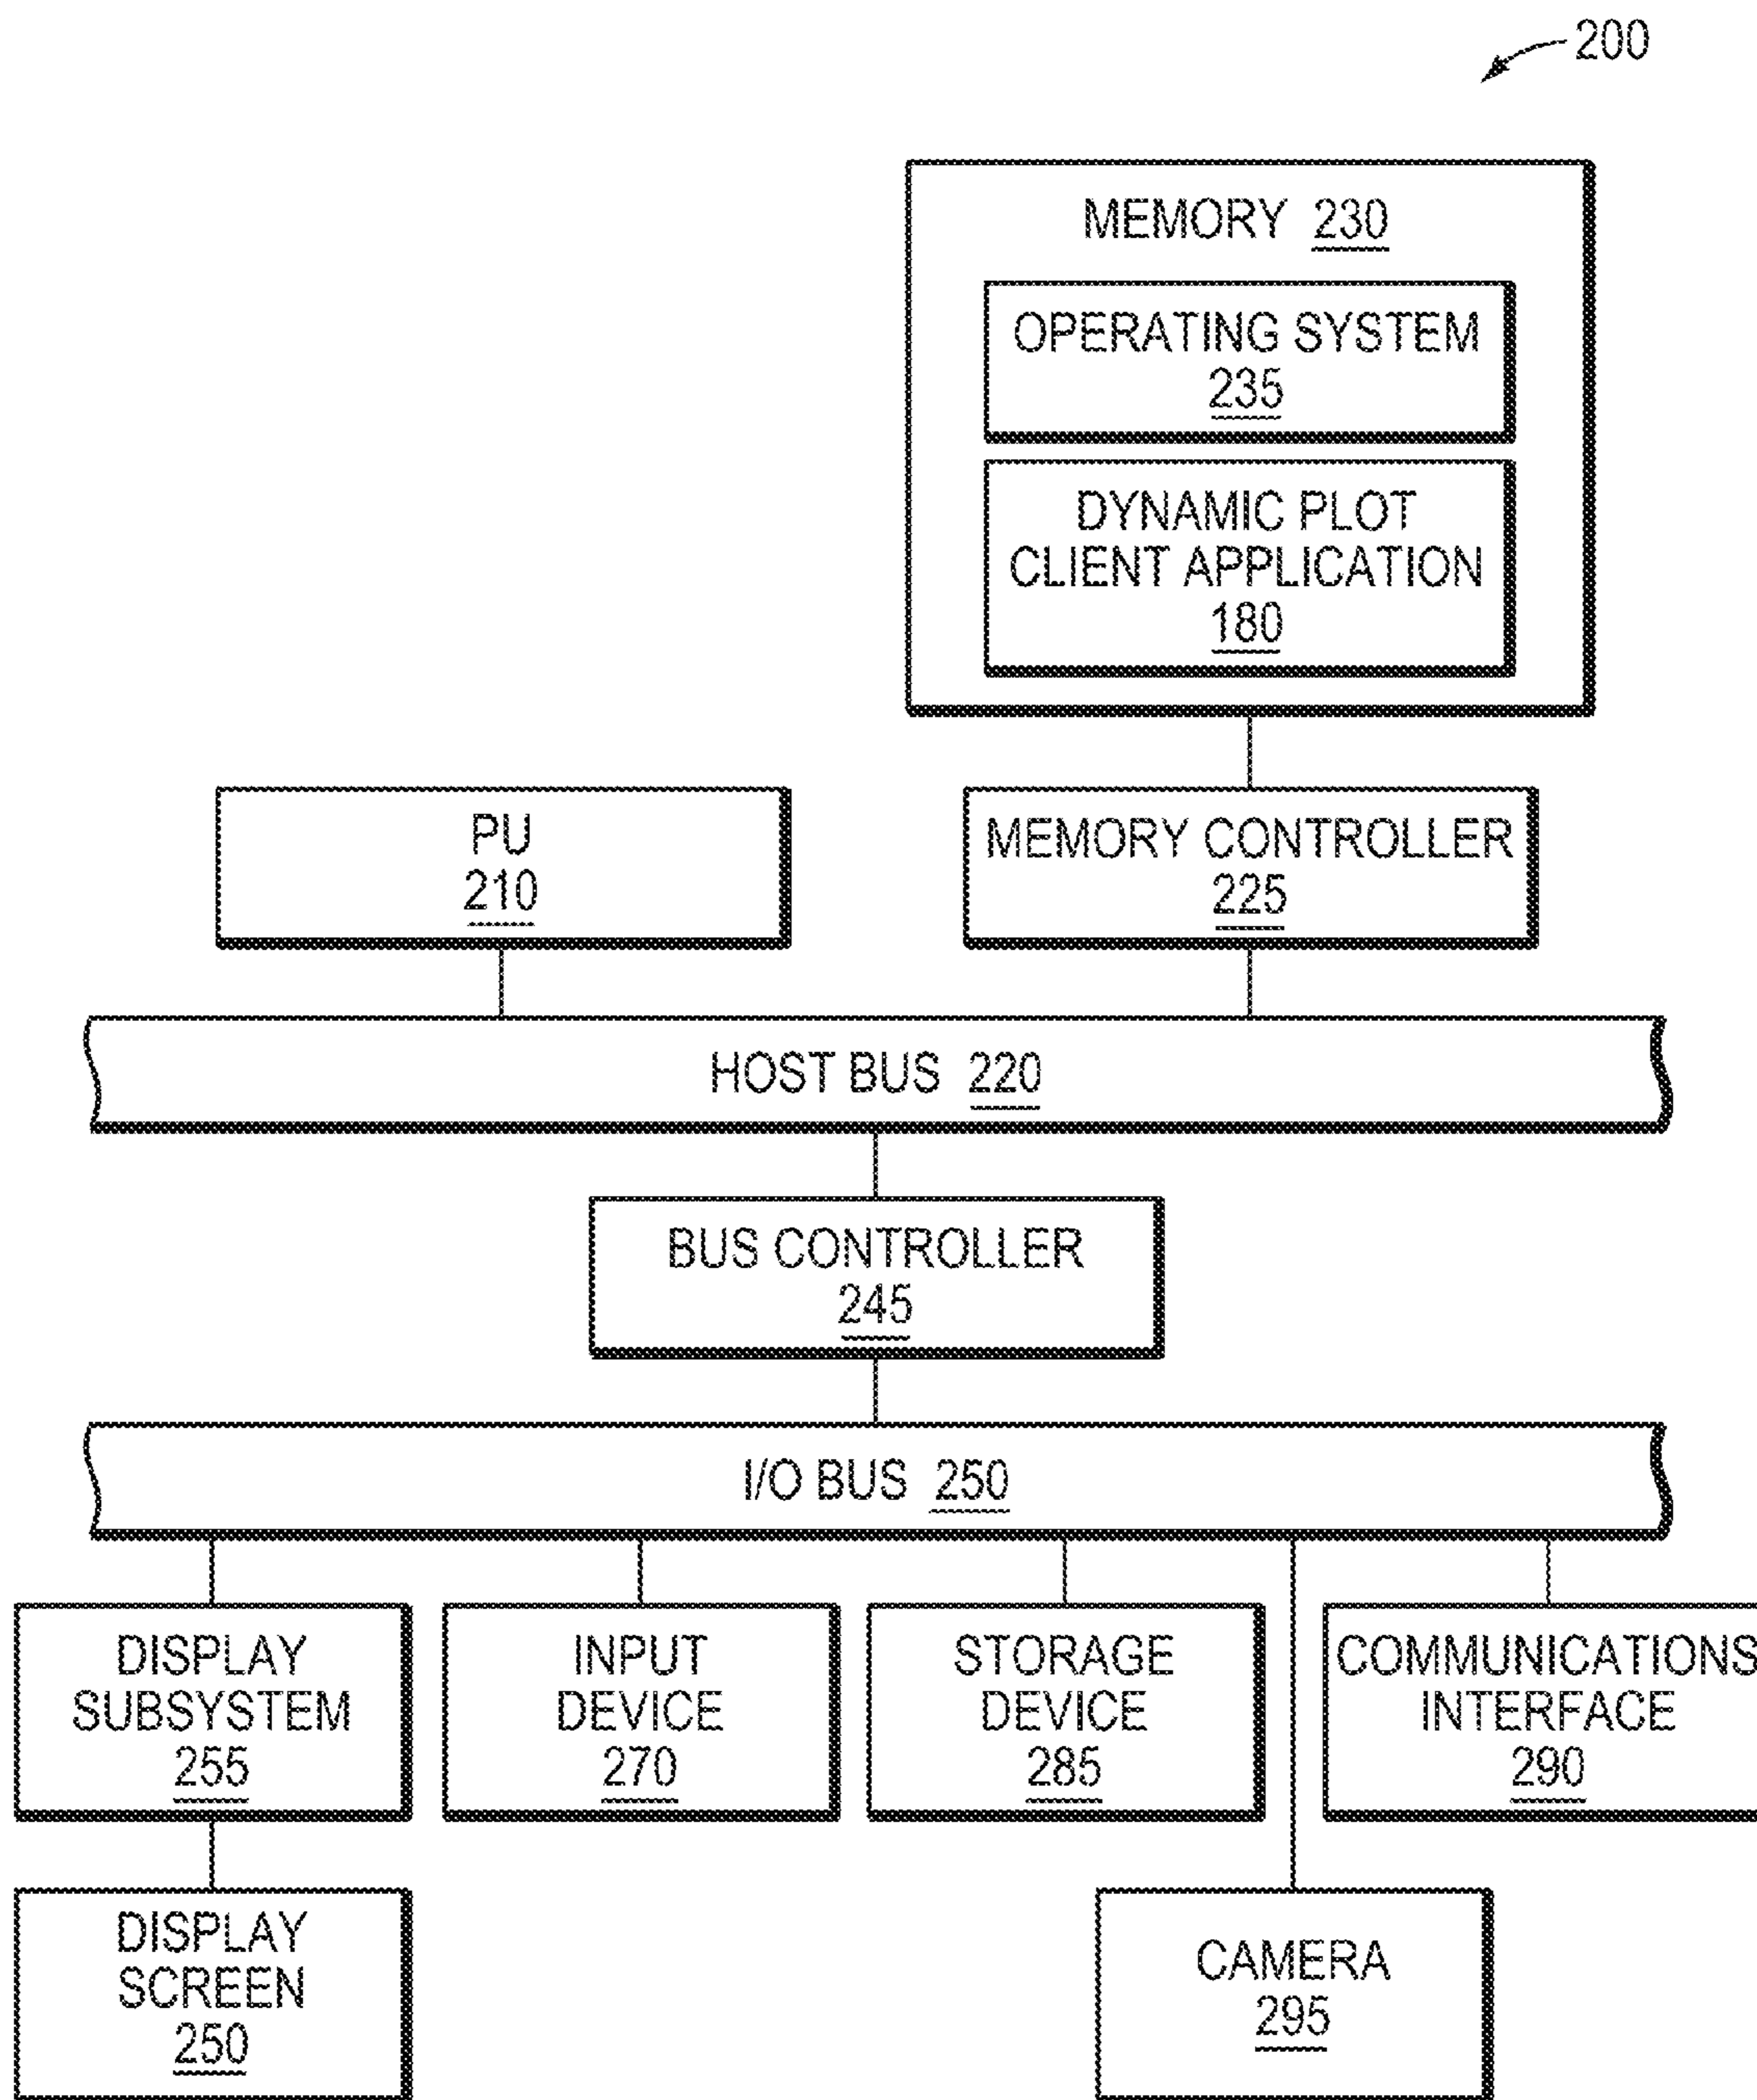 200
MEMORY 230
OPERATING SYSTEM
235
DYNAMIC PLOT
CLIENT APPLICATION
180
PU
210
MEMORY CONTROLLER
225
HOST BUS 220
BUS CONTROLLER
245
I/O BUS 250
DISPLAY
SUBSYSTEM
255
INPUT
DEVICE
270
STORAGE
DEVICE
285
COMMUNICATIONS
INTERFACE
290
DISPLAY
SCREEN
250
CAMERA
295